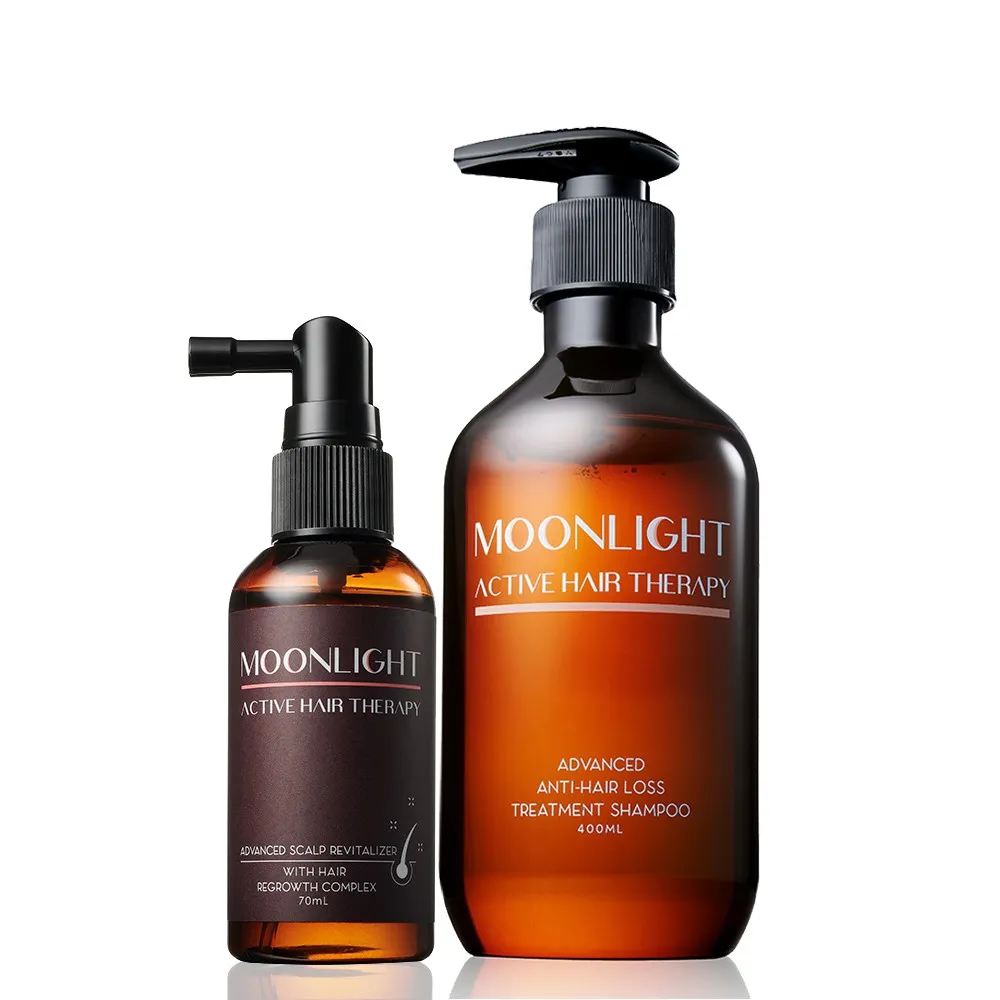 MOONLIGHT
ACTIVE HAIR THERAPY
ADVANCED SCALP REVITALIZER
WITH HAIR
REGROWTH COMPLEX
70mL
MOONLIGHT
ACTIVE HAIR THERAPY
ADVANCED
ANTI-HAIR LOSS
TREATMENT SHAMPOO
400ML